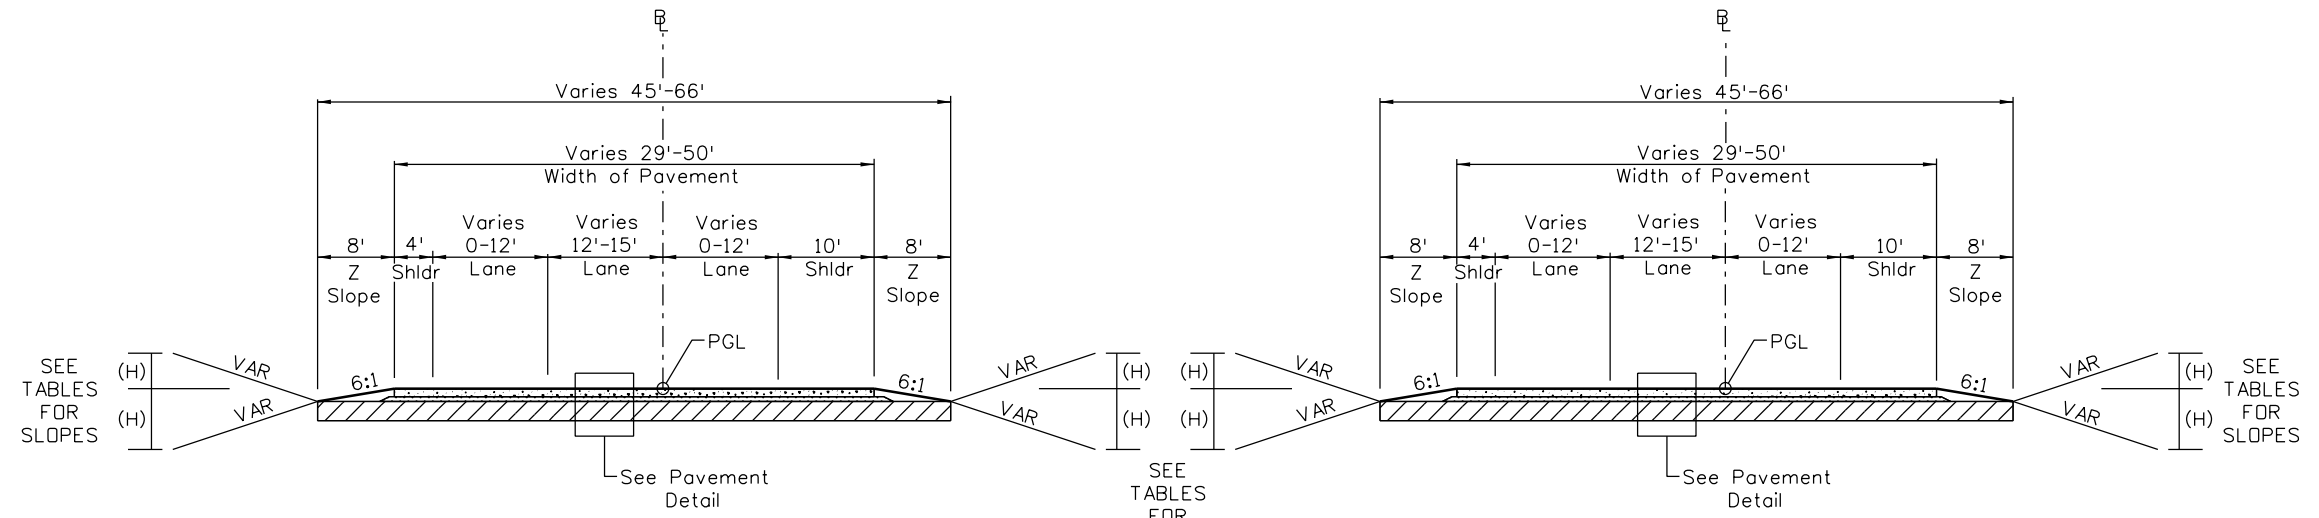 BL
Varies 45'-66'
Varies 29'-50'
Width of Pavement
8'
Z
Slope
4'
Shldr
Varies
0-12'
Lane
Varies
12'-15'
Lane
Varies
0-12'
Lane
10'
Shldr
8'
Z
Slope
PGL
SEE
TABLES
FOR
SLOPES
(H)
(H)
VAR
VAR
6:1
6:1
VAR
VAR
(H)
(H)
See Pavement
Detail
SEE
TABLES
FOR
BL
Varies 45'-66'
Varies 29'-50'
Width of Pavement
8'
Z
Slope
4'
Shldr
Varies
0-12'
Lane
Varies
12'-15'
Lane
Varies
0-12'
Lane
10'
Shldr
8'
Z
Slope
PGL
(H)
(H)
VAR
VAR
6:1
6:1
VAR
VAR
(H)
(H)
SEE
TABLES
FOR
SLOPES
See Pavement
Detail